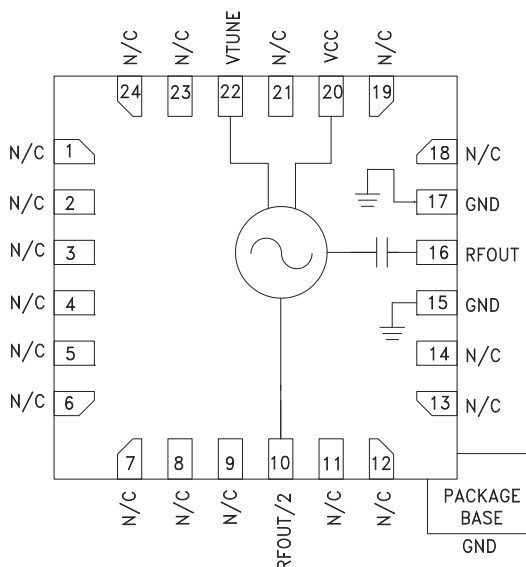 N/C N/C VTUNE N/C VCC N/C
24 23 22 21 20 19
N/C 1
18 N/C
N/C 2
17 GND
N/C 3
16 RFOUT
N/C 4
15 GND
N/C 5
14 N/C
N/C 6
13 N/C
7 8 9 10 11 12
N/C N/C N/C RFOUT/2 N/C N/C
PACKAGE
BASE
GND